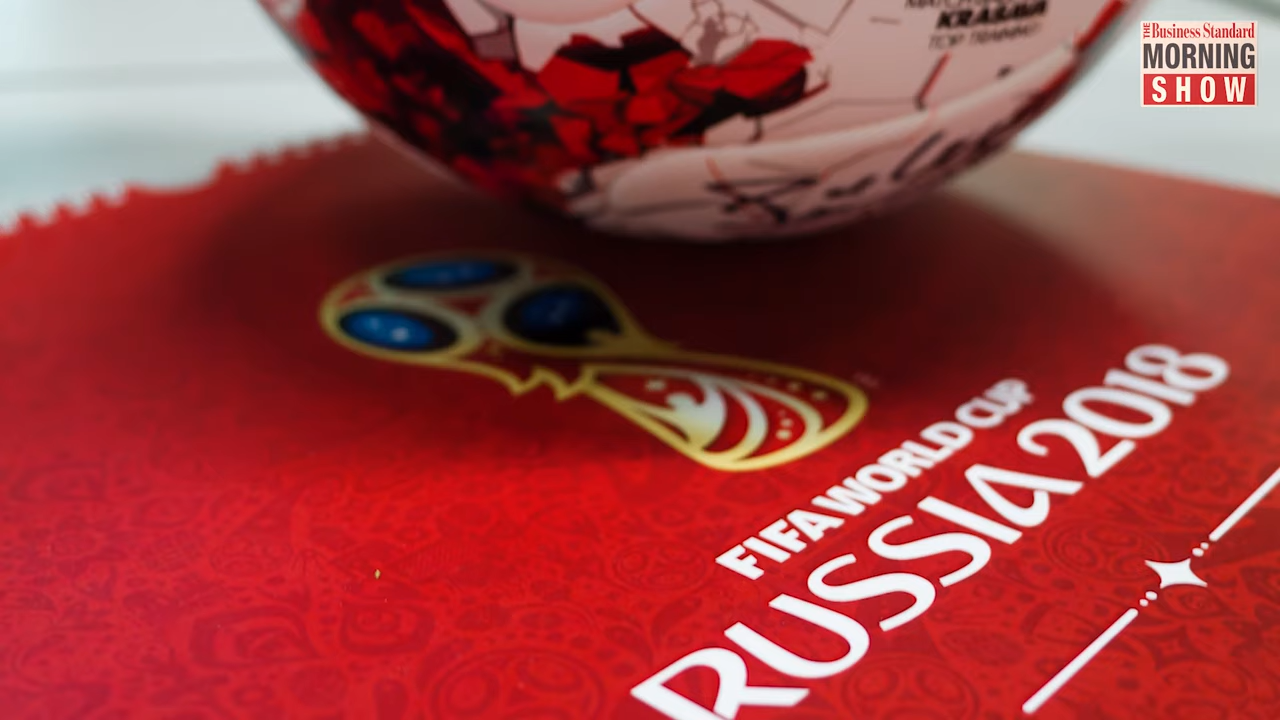 KRASAVA
THE Business Standard
MORNING
SHOW
FIFA WORLD CUP
RUSSIA 2018